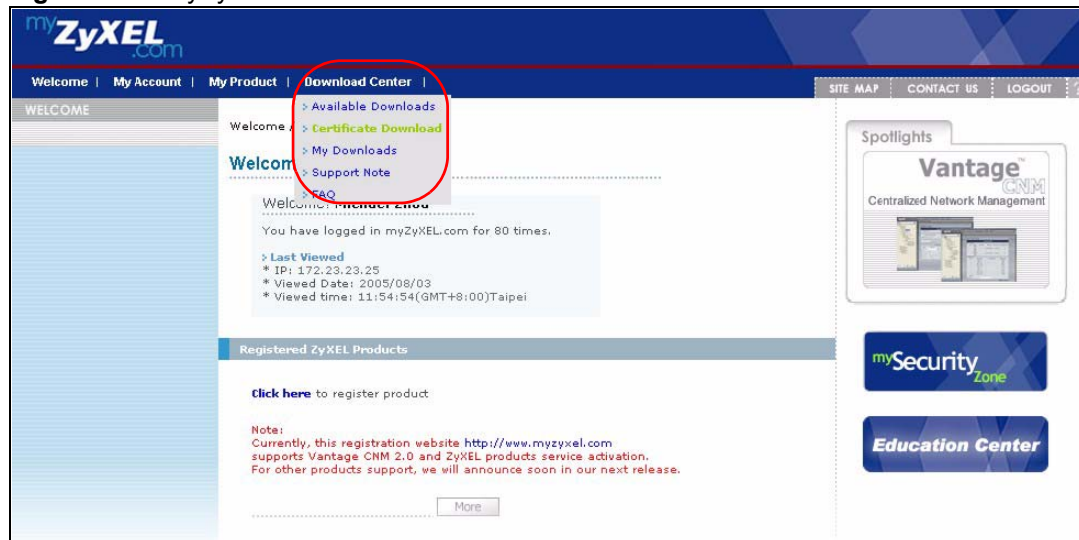 myZyXEL.com
Welcome | My Account | My Product | Download Center |
SITE MAP CONTACT US LOGOUT ?
WELCOME
> Available Downloads
> Certificate Download
> My Downloads
> Support Note
> FAQ
Welcome /
Welcom
Welcome!
You have logged in myZyXEL.com for 80 times.
> Last Viewed
* IP: 172.23.23.25
* Viewed Date: 2005/08/03
* Viewed time: 11:54:54(GMT+8:00)Taipei
Registered ZyXEL Products
Click here to register product
Note:
Currently, this registration website http://www.myzyxel.com
supports Vantage CNM 2.0 and ZyXEL products service activation.
For other products support, we will announce soon in our next release.
More
Spotlights
Vantage™
CNM
Centralized Network Management
mySecurity Zone
Education Center